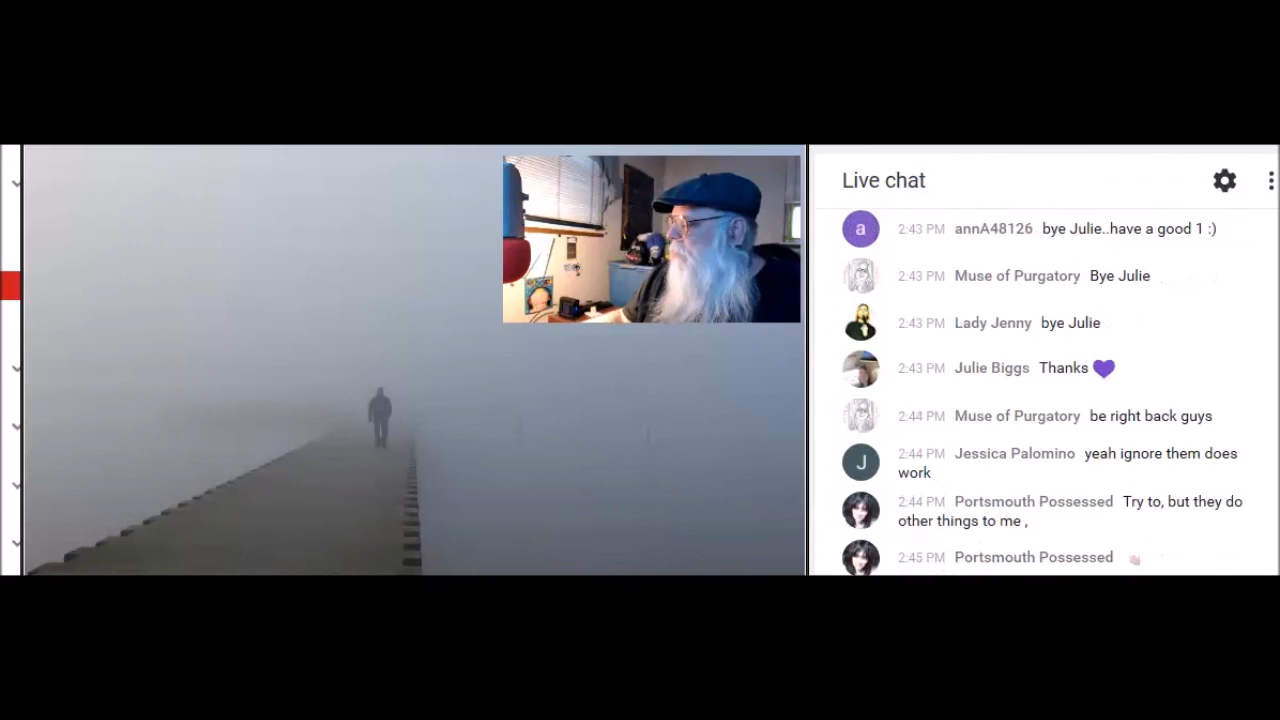 Live chat
a
2:43 PM annA48126 bye Julie..have a good 1 :)
2:43 PM Muse of Purgatory Bye Julie
2:43 PM Lady Jenny bye Julie
2:43 PM Julie Biggs Thanks 💜
2:44 PM Muse of Purgatory be right back guys
J
2:44 PM Jessica Palomino yeah ignore them does
work
2:44 PM Portsmouth Possessed Try to, but they do
other things to me ,
2:45 PM Portsmouth Possessed